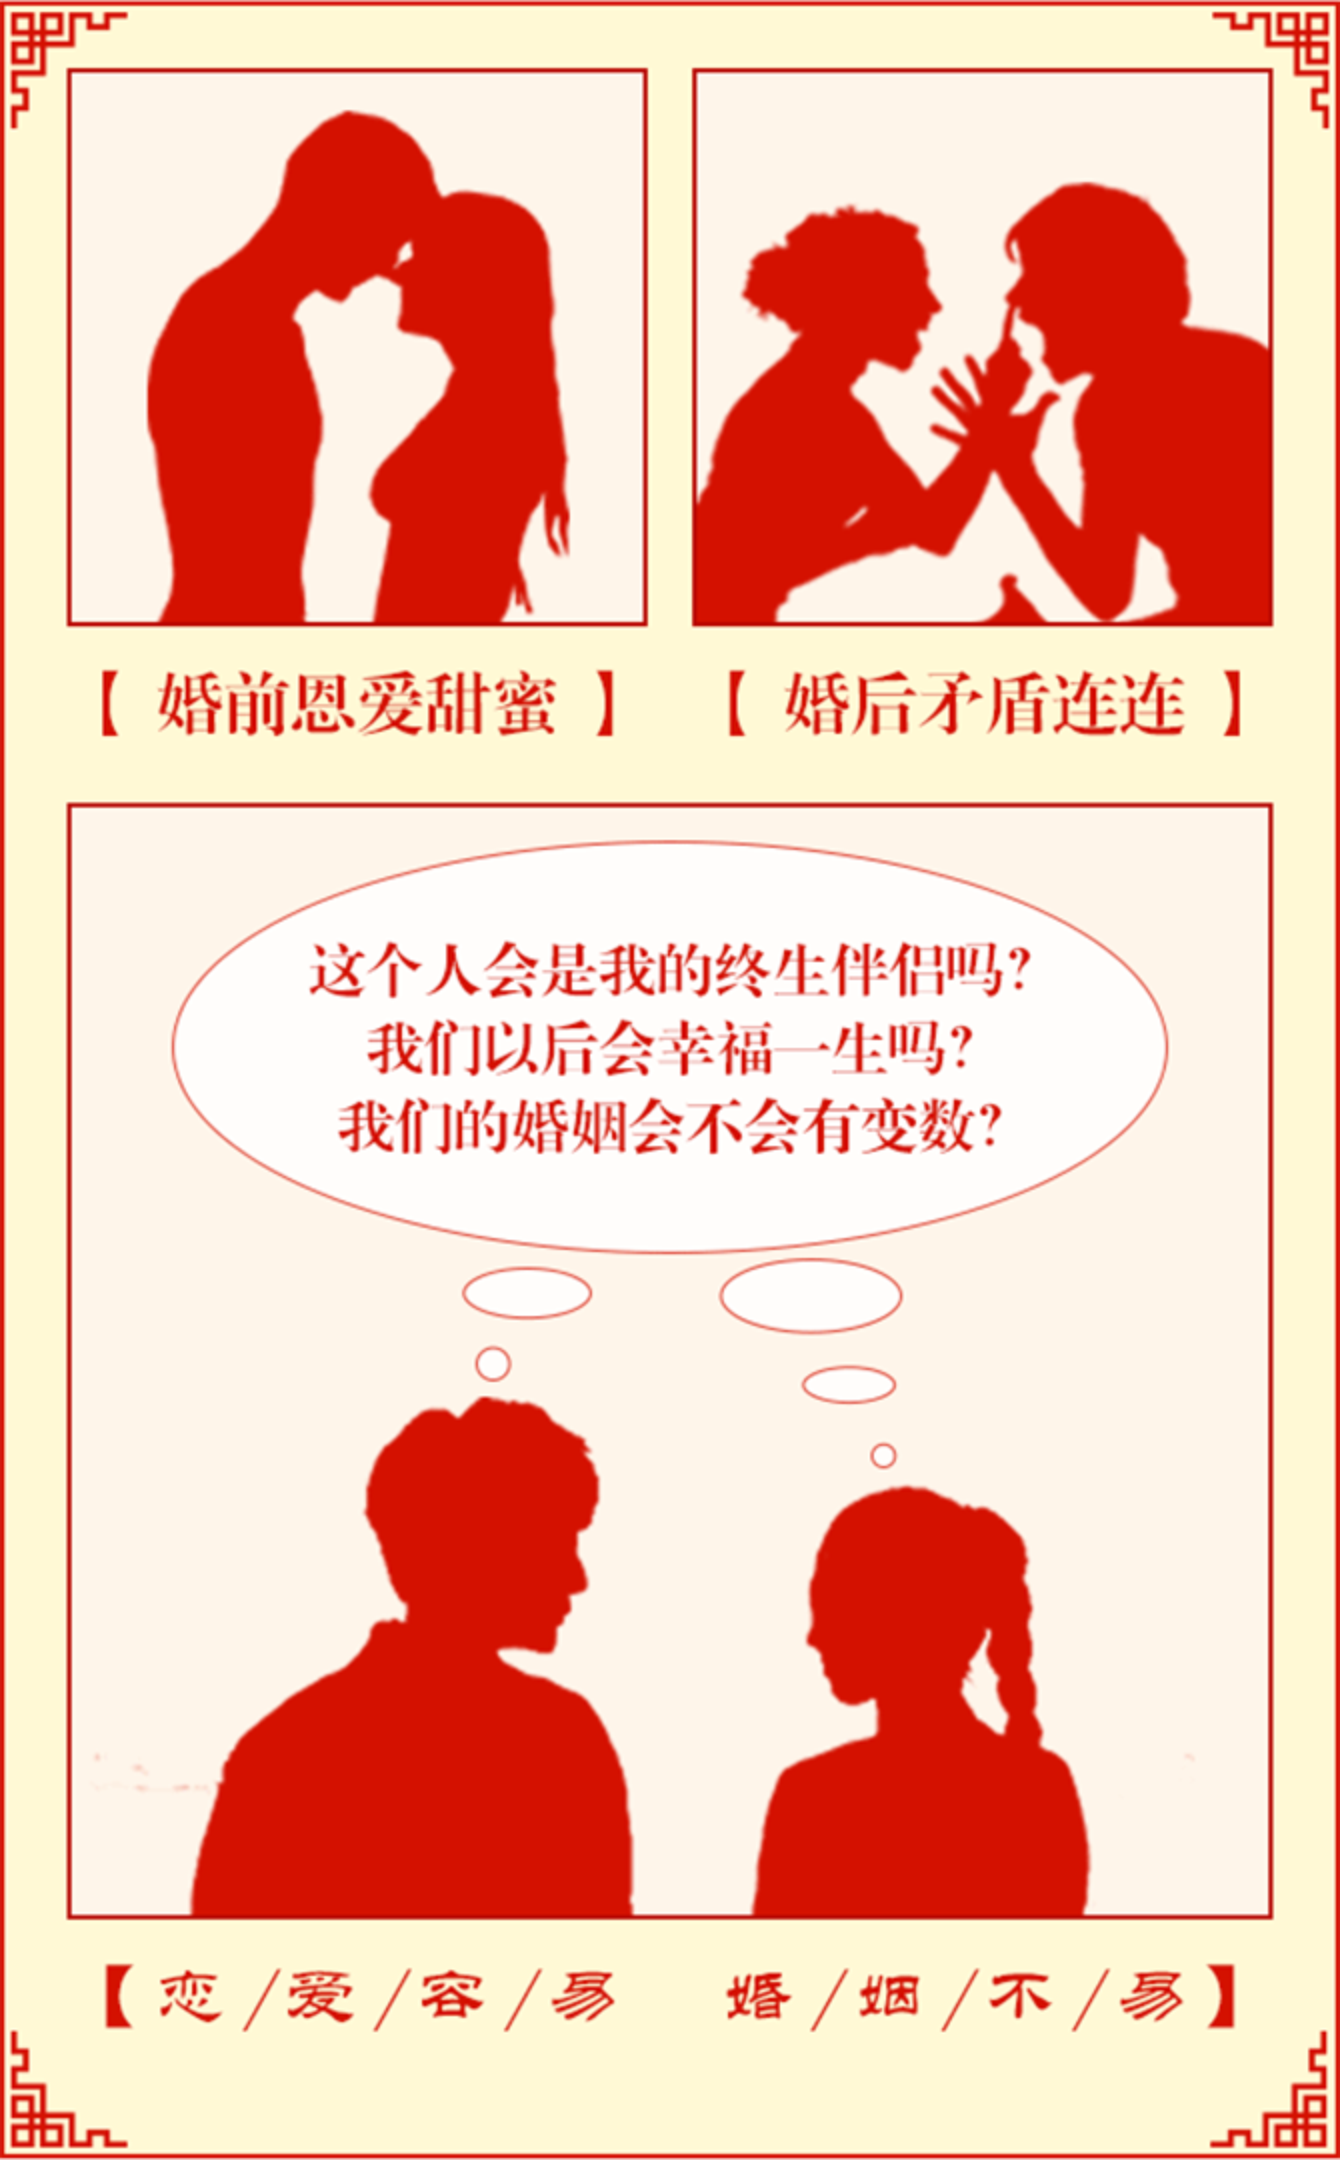 【 婚前恩爱甜蜜 】
【 婚后矛盾连连 】
这个人会是我的终生伴侣吗?
我们以后会幸福一生吗?
我们的婚姻会不会有变数?
【恋/爱/容/易 婚/姻/不/易】